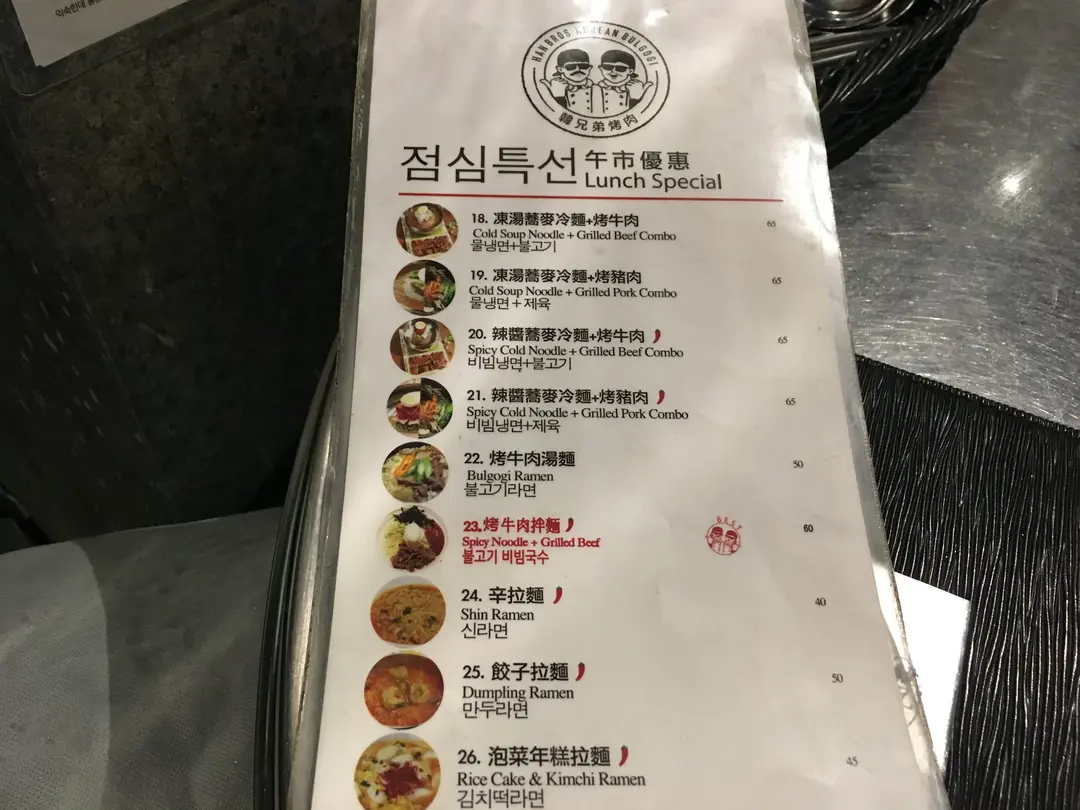 HAN BROS KOREAN BULGOGI
韓兄弟烤肉
점심특선 午市優惠
Lunch Special
18. 凍湯蕎麥冷麵+烤牛肉 65
Cold Soup Noodle + Grilled Beef Combo
물냉면+불고기
19. 凍湯蕎麥冷麵+烤豬肉 65
Cold Soup Noodle + Grilled Pork Combo
물냉면 + 제육
20. 辣醬蕎麥冷麵+烤牛肉 65
Spicy Cold Noodle + Grilled Beef Combo
비빔냉면+불고기
21. 辣醬蕎麥冷麵+烤豬肉 65
Spicy Cold Noodle + Grilled Pork Combo
비빔냉면+제육
22. 烤牛肉湯麵 50
Bulgogi Ramen
불고기라면
23. 烤牛肉拌麵 BEST 60
Spicy Noodle + Grilled Beef
불고기 비빔국수
24. 辛拉麵 40
Shin Ramen
신라면
25. 餃子拉麵 50
Dumpling Ramen
만두라면
26. 泡菜年糕拉麵 45
Rice Cake & Kimchi Ramen
김치떡라면